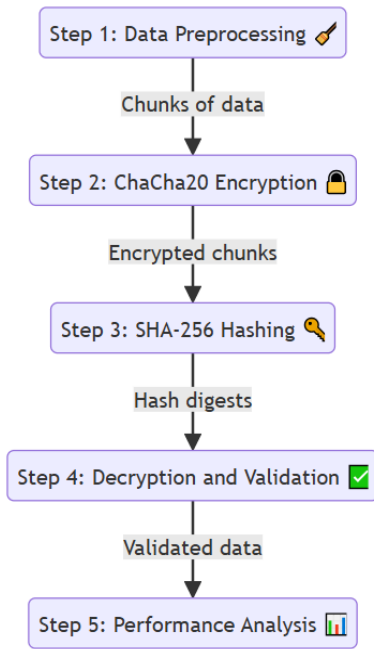 Step 1: Data Preprocessing 🧹
Chunks of data
Step 2: ChaCha20 Encryption 🔒
Encrypted chunks
Step 3: SHA-256 Hashing 🔑
Hash digests
Step 4: Decryption and Validation ✅
Validated data
Step 5: Performance Analysis 📊